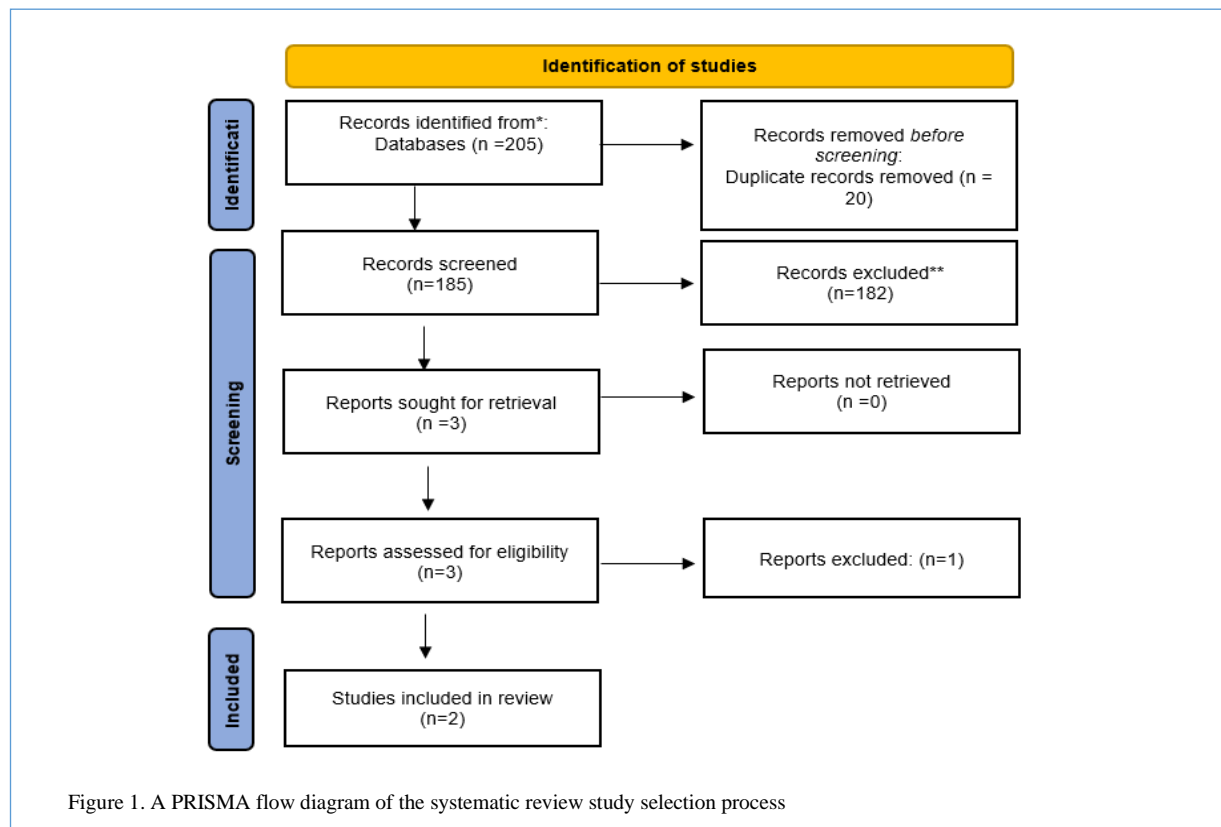 Identification of studies
Identificati
Records identified from*:
Databases (n =205)
Records removed before
screening:
Duplicate records removed (n =
20)
Screening
Records screened
(n=185)
Records excluded**
(n=182)
Reports sought for retrieval
(n =3)
Reports not retrieved
(n =0)
Reports assessed for eligibility
(n=3)
Reports excluded: (n=1)
Included
Studies included in review
(n=2)
Figure 1. A PRISMA flow diagram of the systematic review study selection process